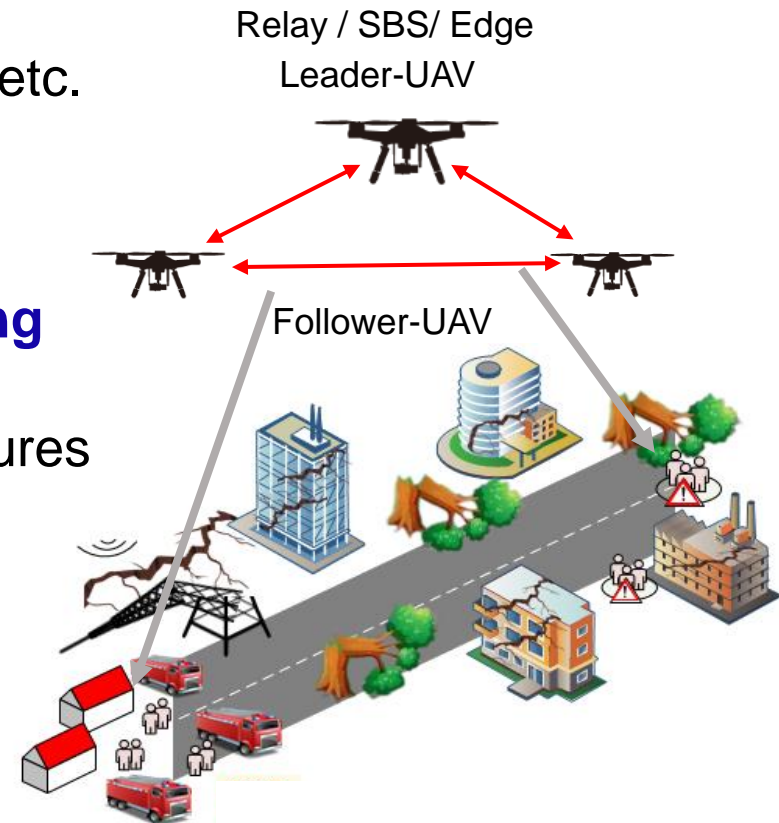 Relay / SBS/ Edge
etc.
Leader-UAV
ng
Follower-UAV
ures
!
!